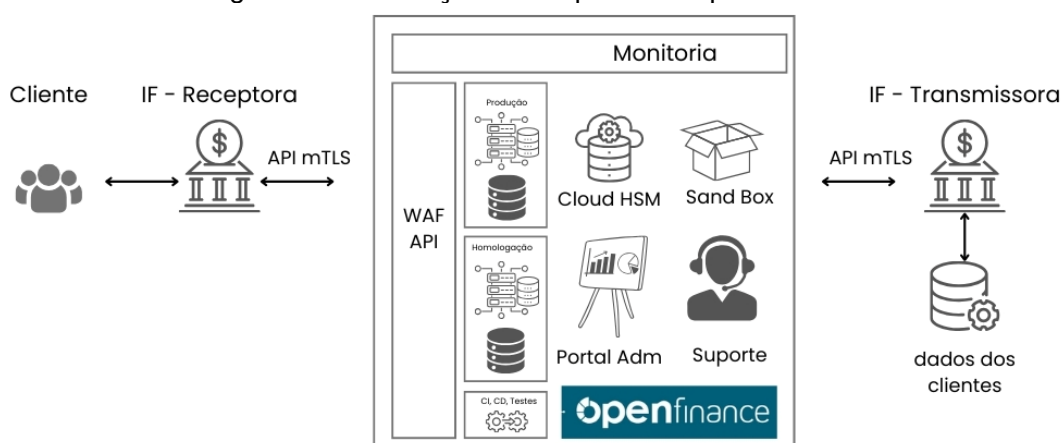 Monitoria
Cliente
IF - Receptora
IF - Transmissora
API mTLS
API mTLS
WAF
API
Produção
Cloud HSM
Sand Box
Homologação
Portal Adm
Suporte
CI, CD, Testes
openfinance
dados dos
clientes